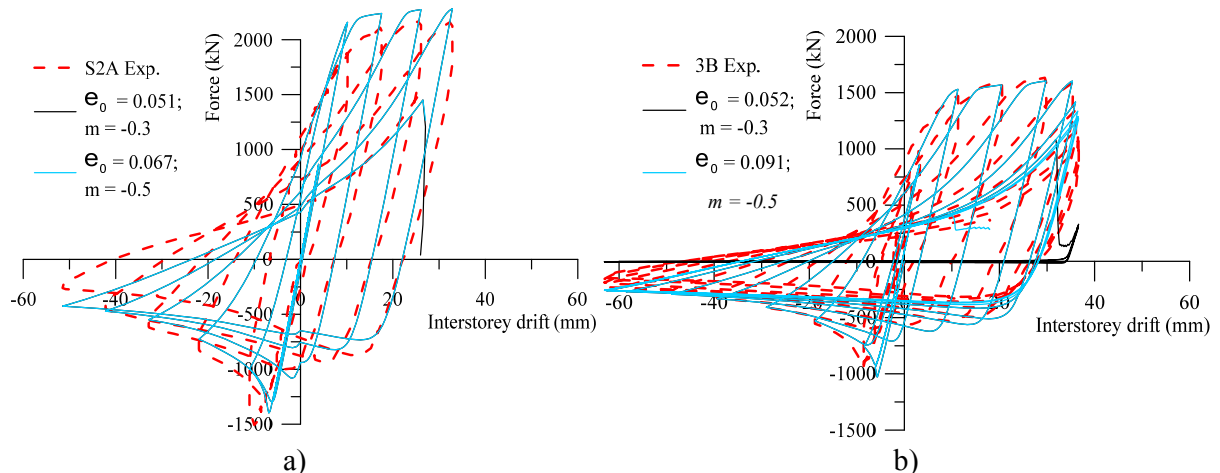 2000
1500
1000
500
0
-500
-1000
-1500
Force (kN)
-60
-40
-20
0
20
40
60
Interstorey drift (mm)
S2A Exp.
e0 = 0.051;
m = -0.3
e0 = 0.067;
m = -0.5
a)
2000
1500
1000
500
0
-500
-1000
-1500
Force (kN)
-60
-40
-20
0
20
40
60
Interstorey drift (mm)
3B Exp.
e0 = 0.052;
m = -0.3
e0 = 0.091;
m = -0.5
b)